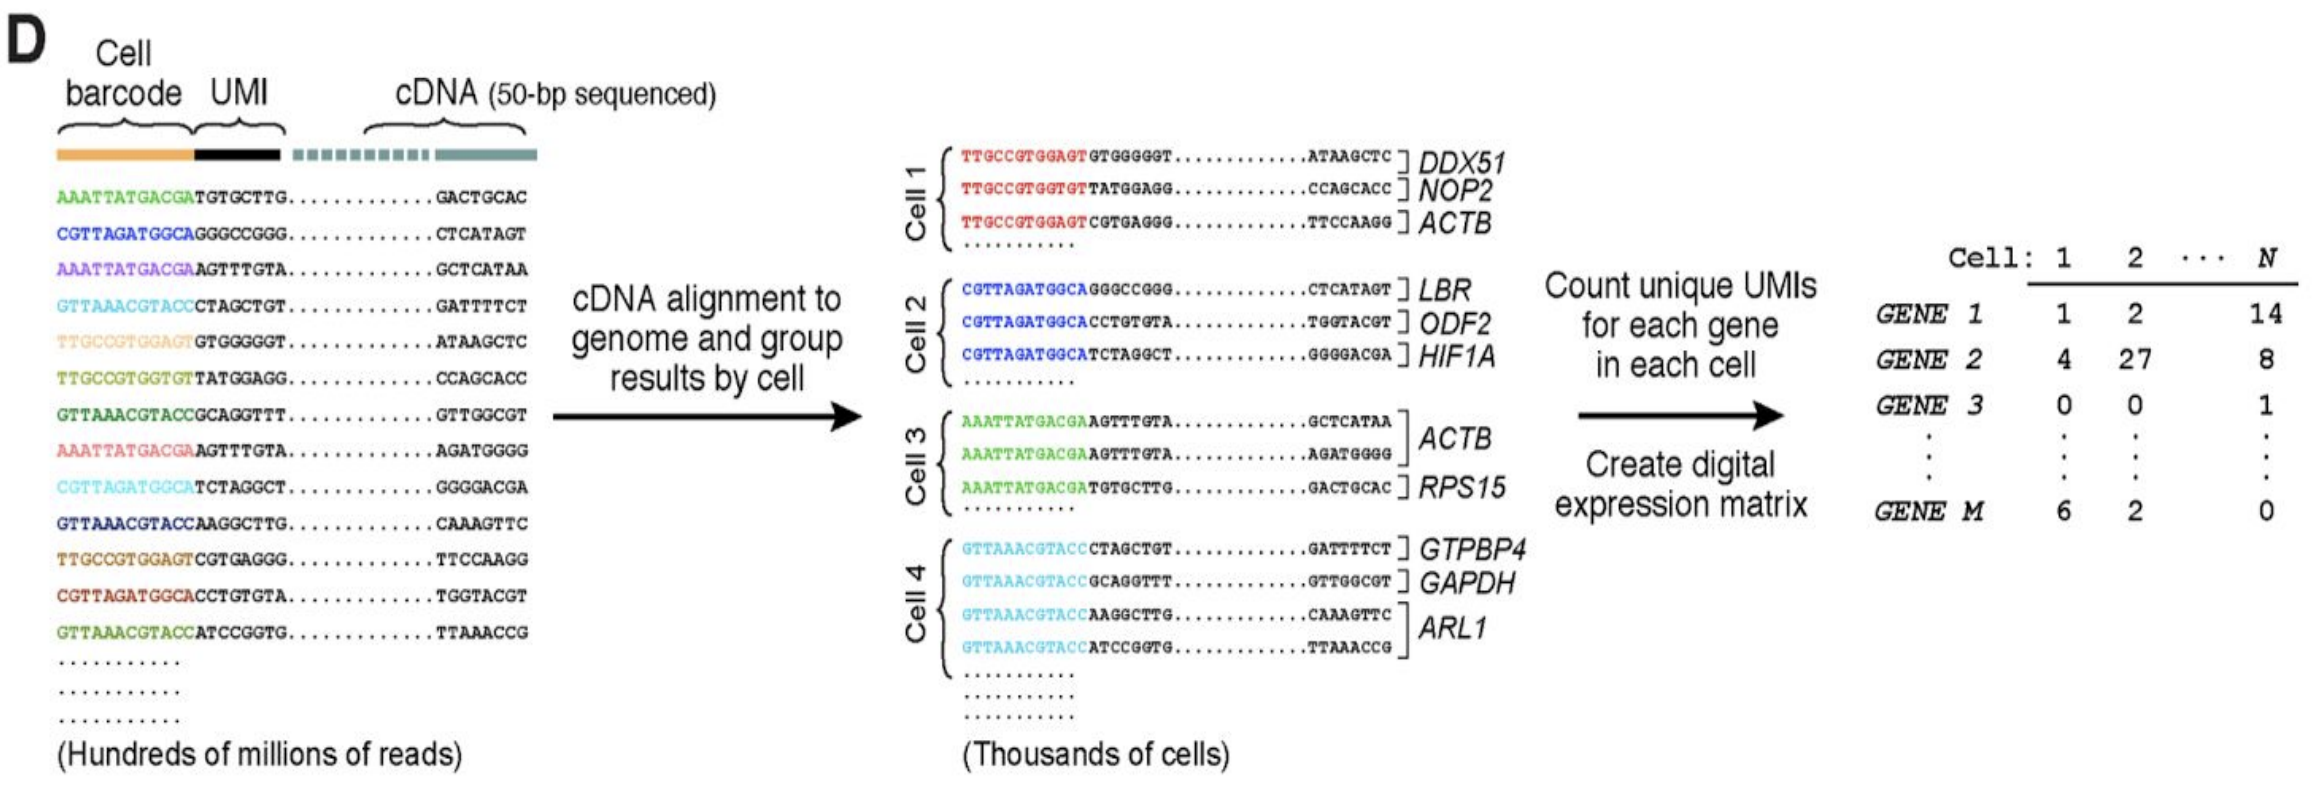 D
Cell
barcode UMI cDNA (50-bp sequenced)
AAATTATGACGATGTGCTTG.............GACTGCAC
CGTTAGATGGCAGGGCCGGG.............CTCATAGT
AAATTATGACGAAGTTTGTA.............GCTCATAA
GTTAAACGTACCCTAGCTGT.............GATTTTCT
TTGCCGTGGAGTGTGGGGGT.............ATAAGCTC
TTGCCGTGGTGTTATGGAGG.............CCAGCACC
GTTAAACGTACCGCAGGTTT.............GTTGGCGT
AAATTATGACGAAGTTTGTA.............AGATGGGG
CGTTAGATGGCATCTAGGCT.............GGGGACGA
GTTAAACGTACCAAGGCTTG.............CAAAGTTC
TTGCCGTGGAGTCGTGAGGG.............TTCCAAGG
CGTTAGATGGCACCTGTGTA.............TGGTACGT
GTTAAACGTACCATCCGGTG.............TTAAACCG
...........
...........
...........
(Hundreds of millions of reads)
cDNA alignment to
genome and group
results by cell
Cell 1
TTGCCGTGGAGTGTGGGGGT.............ATAAGCTC DDX51
TTGCCGTGGTGTTATGGAGG.............CCAGCACC NOP2
TTGCCGTGGAGTCGTGAGGG.............TTCCAAGG ACTB
...........
Cell 2
CGTTAGATGGCAGGGCCGGG.............CTCATAGT LBR
CGTTAGATGGCACCTGTGTA.............TGGTACGT ODF2
CGTTAGATGGCATCTAGGCT.............GGGGACGA HIF1A
...........
Cell 3
AAATTATGACGAAGTTTGTA.............GCTCATAA
ACTB
AAATTATGACGAAGTTTGTA.............AGATGGGG
AAATTATGACGATGTGCTTG.............GACTGCAC RPS15
...........
Cell 4
GTTAAACGTACCCTAGCTGT.............GATTTTCT GTPBP4
GTTAAACGTACCGCAGGTTT.............GTTGGCGT GAPDH
GTTAAACGTACCAAGGCTTG.............CAAAGTTC
ARL1
GTTAAACGTACCATCCGGTG.............TTAAACCG
...........
...........
...........
(Thousands of cells)
Count unique UMIs
for each gene
in each cell
Create digital
expression matrix
Cell: 1 2 ... N
GENE 1 1 2 14
GENE 2 4 27 8
GENE 3 0 0 1
. . . .
. . . .
. . . .
GENE M 6 2 0